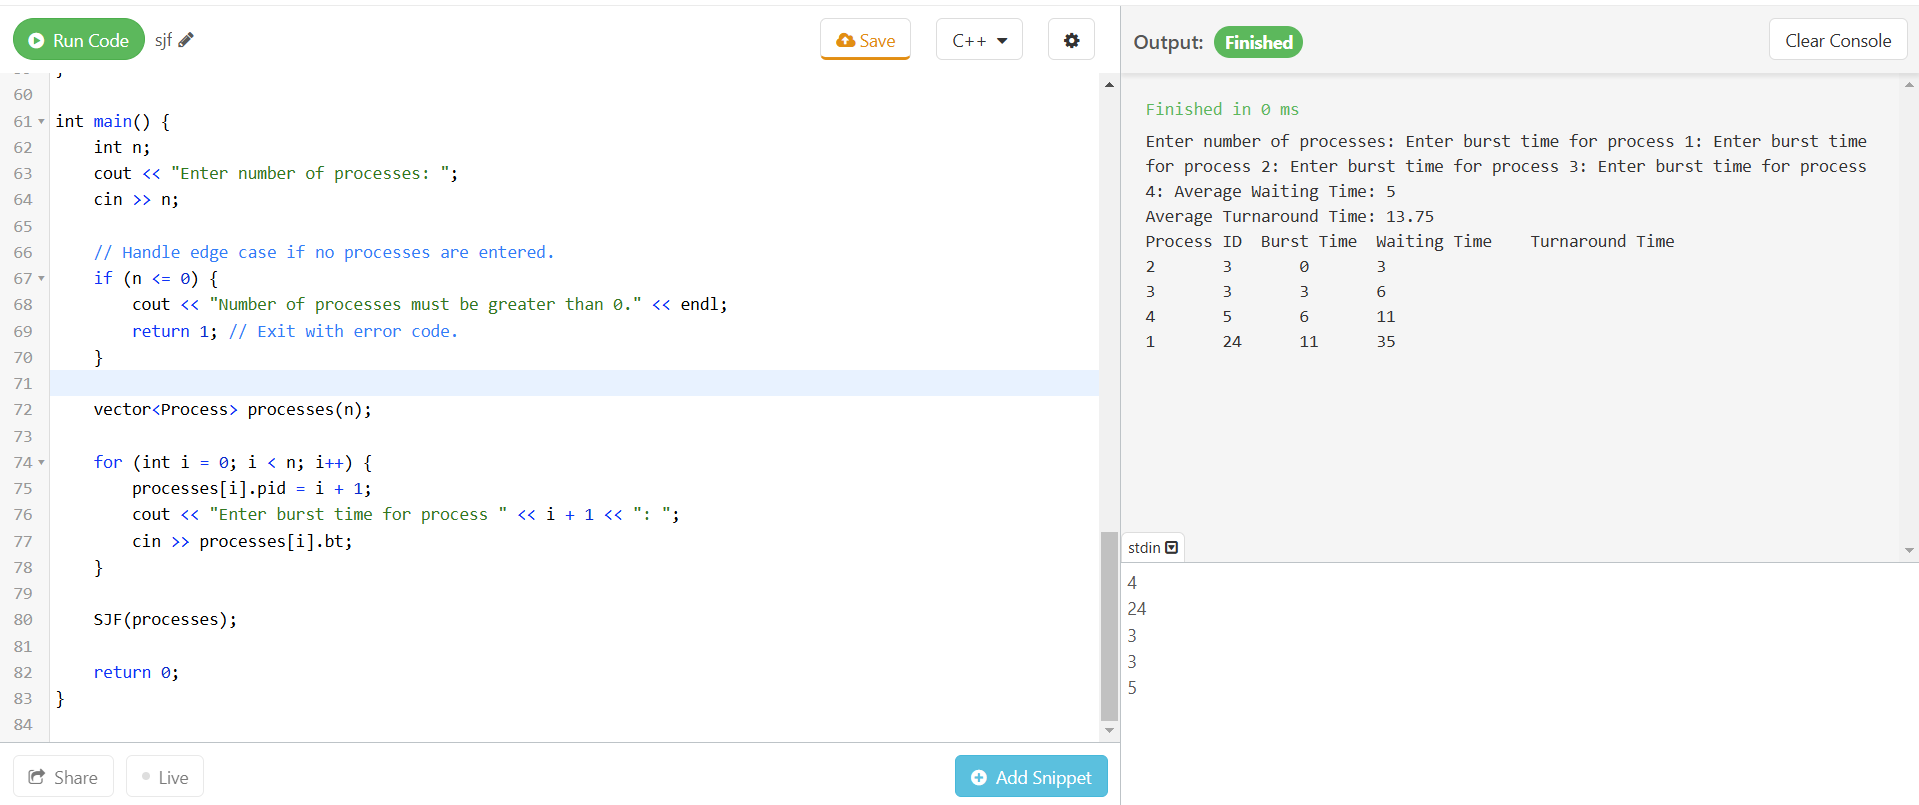 Run Code sjf Save C++
60
61 int main() {
62     int n;
63     cout << "Enter number of processes: ";
64     cin >> n;
65
66     // Handle edge case if no processes are entered.
67     if (n <= 0) {
68         cout << "Number of processes must be greater than 0." << endl;
69         return 1; // Exit with error code.
70     }
71
72     vector<Process> processes(n);
73
74     for (int i = 0; i < n; i++) {
75         processes[i].pid = i + 1;
76         cout << "Enter burst time for process " << i + 1 << ": ";
77         cin >> processes[i].bt;
78     }
79
80     SJF(processes);
81
82     return 0;
83 }
84
Share Live Add Snippet
Output: Finished Clear Console
Finished in 0 ms
Enter number of processes: Enter burst time for process 1: Enter burst time
for process 2: Enter burst time for process 3: Enter burst time for process
4: Average Waiting Time: 5
Average Turnaround Time: 13.75
Process ID  Burst Time  Waiting Time    Turnaround Time
2       3       0       3
3       3       3       6
4       5       6       11
1       24      11      35
stdin
4
24
3
3
5